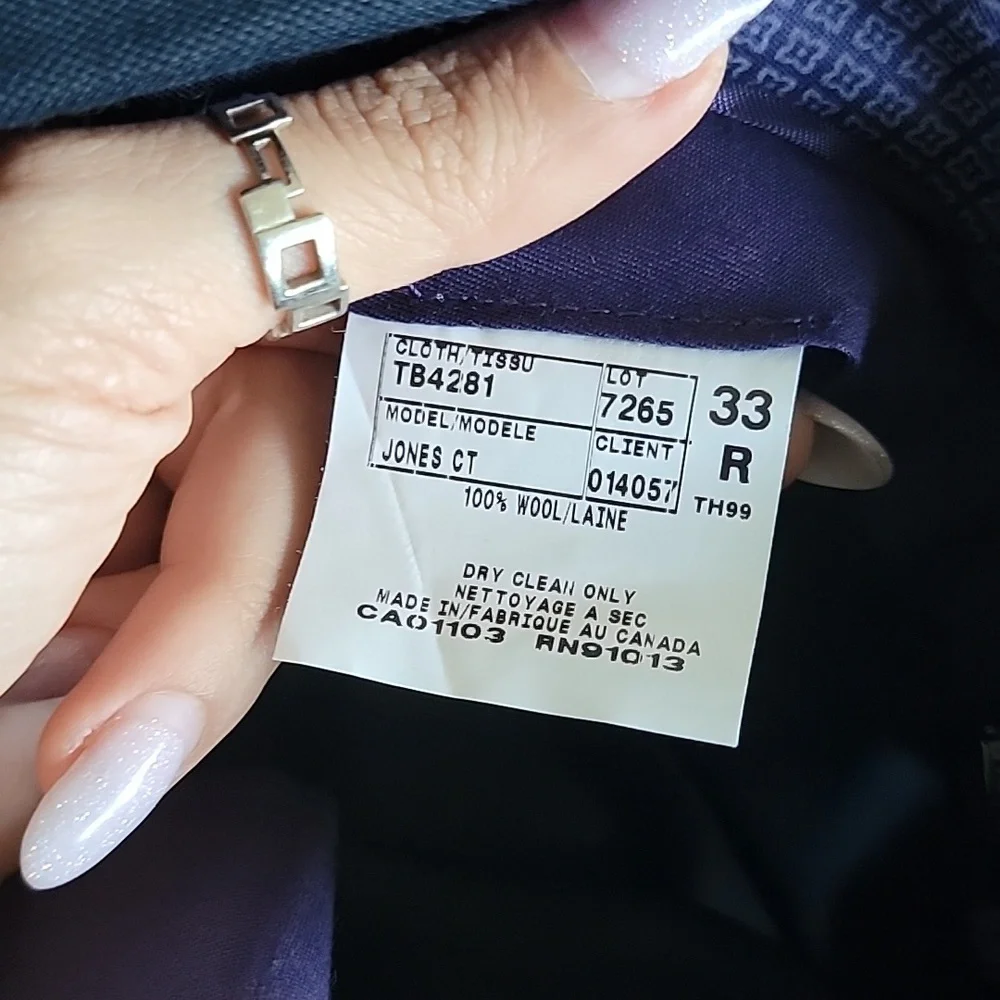 CLOTH/TISSU
TB4281
LOT
7265
MODEL/MODELE
JONES CT
CLIENT
014057
33
R
TH99
100% WOOL/LAINE
DRY CLEAN ONLY
NETTOYAGE A SEC
MADE IN/FABRIQUE AU CANADA
CA01103 RN91013